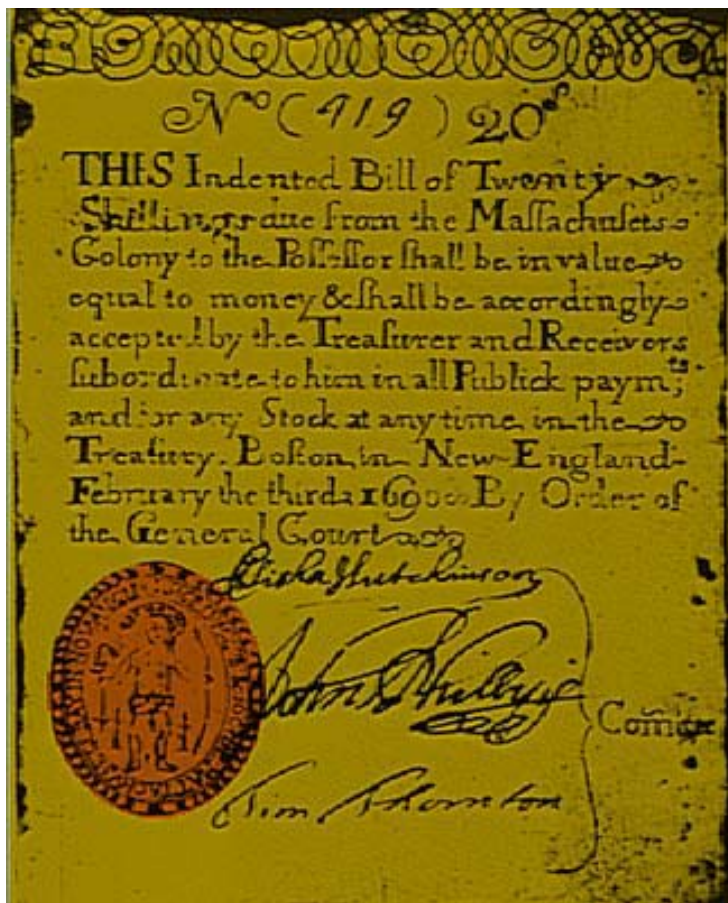 No (919) 20s
THIS Indented Bill of Twenty
Shillings due from the Maſſachuſets
Colony to the Poſſeſſor ſhall be in value
equal to money & ſhall be accordingly
accepted by the Treaſurer and Receivers
ſubordinate to him in all Publick paymts;
and for any Stock at any time in the
Treaſury. Boſton in New-England
February the third 1690 By Order of
the General Court
Elisha Hutchinson
John Phillips
Comtee
Tim Thornton